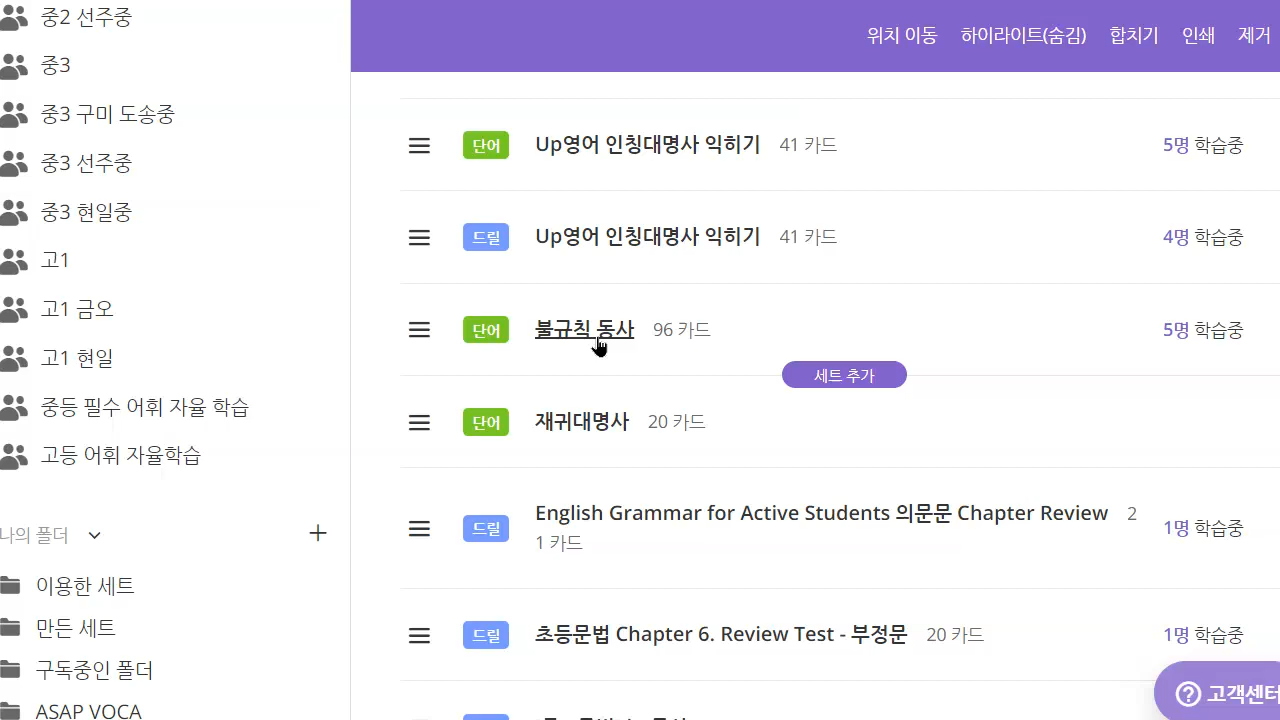 중2 선주중
중3
중3 구미 도송중
중3 선주중
중3 현일중
고1
고1 금오
고1 현일
중등 필수 어휘 자율 학습
고등 어휘 자율학습
나의 폴더
이용한 세트
만든 세트
구독중인 폴더
ASAP VOCA
위치 이동 하이라이트(숨김) 합치기 인쇄 제거
단어 Up영어 인칭대명사 익히기 41 카드 5명 학습중
드릴 Up영어 인칭대명사 익히기 41 카드 4명 학습중
단어 불규칙 동사 96 카드 5명 학습중
세트 추가
단어 재귀대명사 20 카드
드릴 English Grammar for Active Students 의문문 Chapter Review 2
1 카드 1명 학습중
드릴 초등문법 Chapter 6. Review Test - 부정문 20 카드 1명 학습중
고객센터